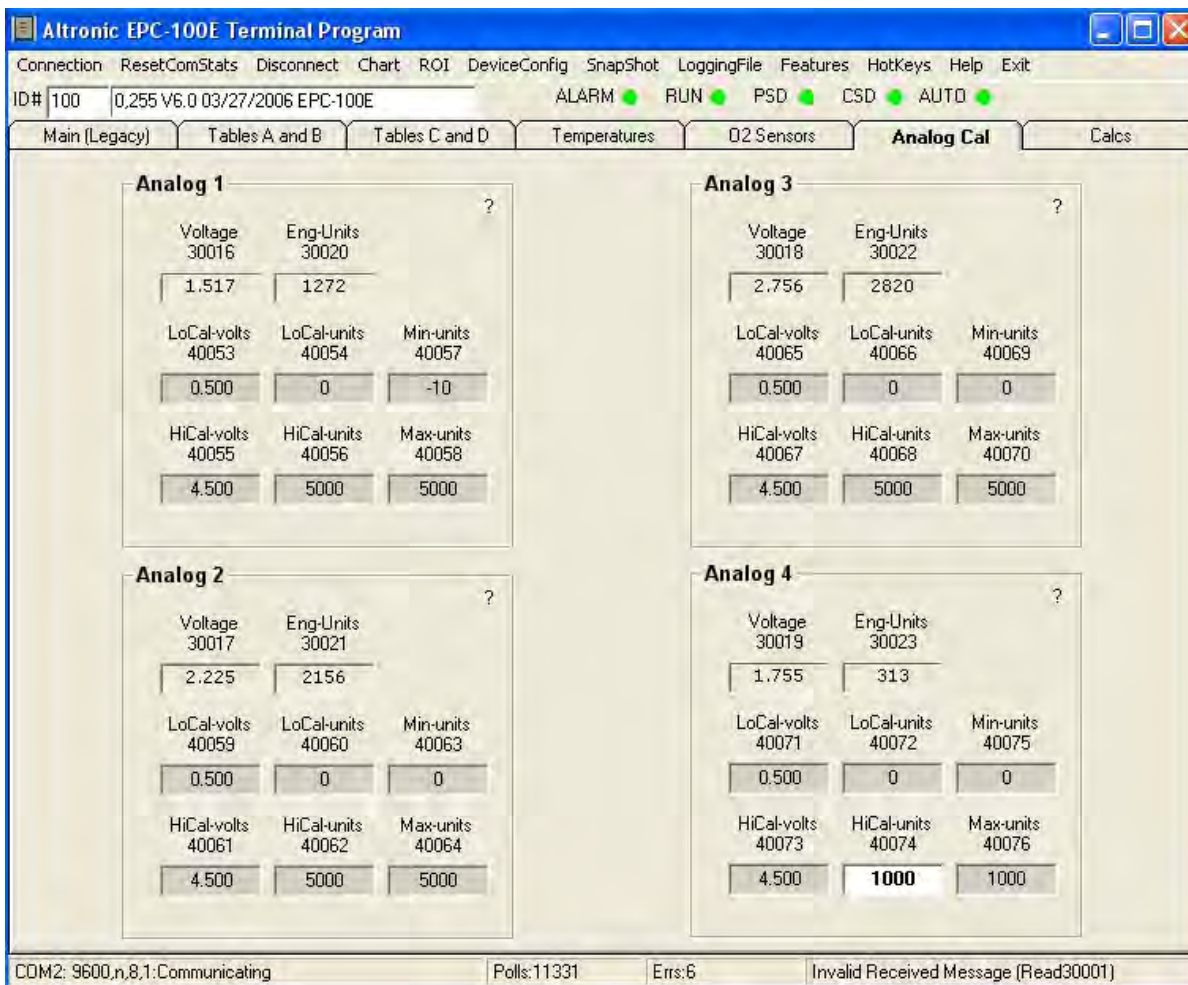 Altronic EPC-100E Terminal Program
Connection ResetComStats Disconnect Chart ROI DeviceConfig SnapShot LoggingFile Features HotKeys Help Exit
ID# 100 0,255 V6.0 03/27/2006 EPC-100E ALARM RUN PSD CSD AUTO
Main (Legacy) Tables A and B Tables C and D Temperatures O2 Sensors Analog Cal Calcs
Analog 1
?
Voltage Eng-Units
30016 30020
1.517 1272
LoCal-volts LoCal-units Min-units
40053 40054 40057
0.500 0 -10
HiCal-volts HiCal-units Max-units
40055 40056 40058
4.500 5000 5000
Analog 3
?
Voltage Eng-Units
30018 30022
2.756 2820
LoCal-volts LoCal-units Min-units
40065 40066 40069
0.500 0 0
HiCal-volts HiCal-units Max-units
40067 40068 40070
4.500 5000 5000
Analog 2
?
Voltage Eng-Units
30017 30021
2.225 2156
LoCal-volts LoCal-units Min-units
40059 40060 40063
0.500 0 0
HiCal-volts HiCal-units Max-units
40061 40062 40064
4.500 5000 5000
Analog 4
?
Voltage Eng-Units
30019 30023
1.755 313
LoCal-volts LoCal-units Min-units
40071 40072 40075
0.500 0 0
HiCal-volts HiCal-units Max-units
40073 40074 40076
4.500 1000 1000
COM2: 9600,n,8,1:Communicating Polls:11331 Errs:6 Invalid Received Message (Read30001)